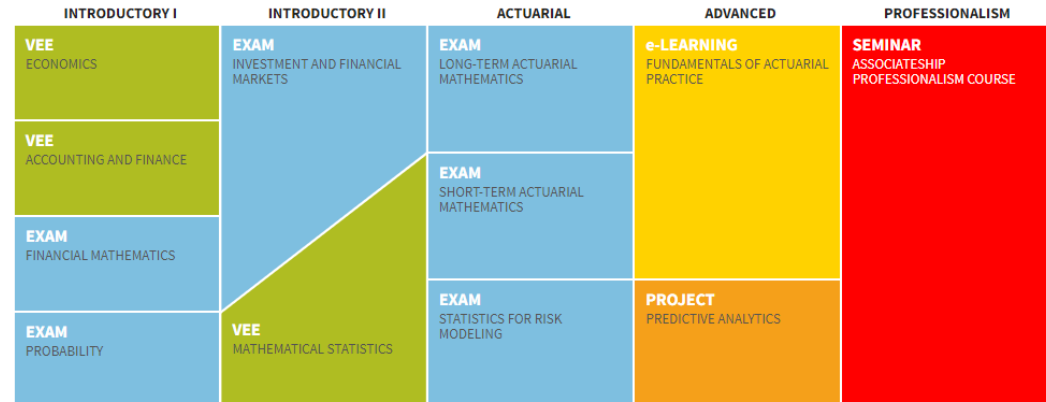 INTRODUCTORY I
INTRODUCTORY II
ACTUARIAL
ADVANCED
PROFESSIONALISM
VEE
ECONOMICS
VEE
ACCOUNTING AND FINANCE
EXAM
FINANCIAL MATHEMATICS
EXAM
PROBABILITY
EXAM
INVESTMENT AND FINANCIAL
MARKETS
VEE
MATHEMATICAL STATISTICS
EXAM
LONG-TERM ACTUARIAL
MATHEMATICS
EXAM
SHORT-TERM ACTUARIAL
MATHEMATICS
EXAM
STATISTICS FOR RISK
MODELING
e-LEARNING
FUNDAMENTALS OF ACTUARIAL
PRACTICE
PROJECT
PREDICTIVE ANALYTICS
SEMINAR
ASSOCIATESHIP
PROFESSIONALISM COURSE